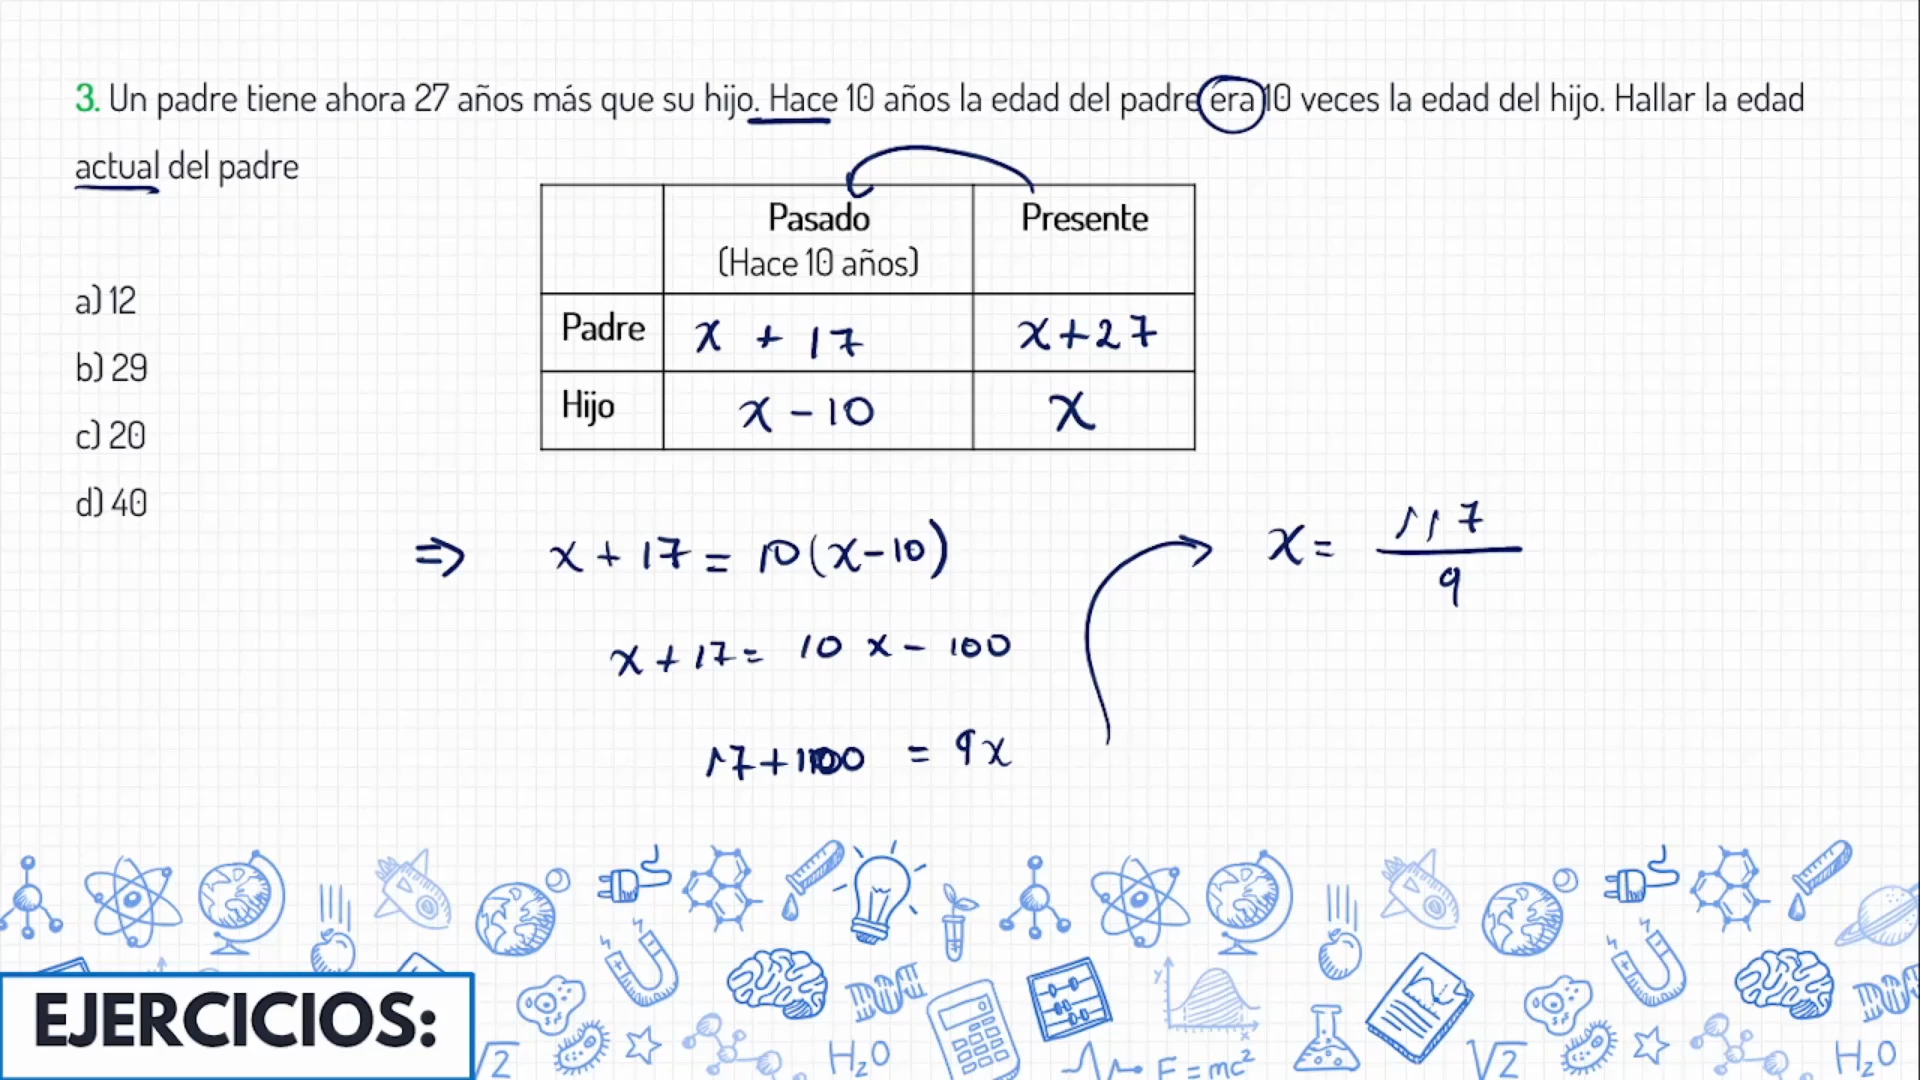 3. Un padre tiene ahora 27 años más que su hijo. Hace 10 años la edad del padre éra 10 veces la edad del hijo. Hallar la edad
actual del padre
Pasado
(Hace 10 años)
Presente
a) 12
b) 29
c) 20
d) 40
Padre
x + 17
x + 27
Hijo
x - 10
x
⇒ x + 17 = 10(x - 10)
x + 17 = 10 x - 100
17 + 100 = 9x
x = 117
9
EJERCICIOS:
√2
H₂O
Y
X
F = mc²
√2
H₂O